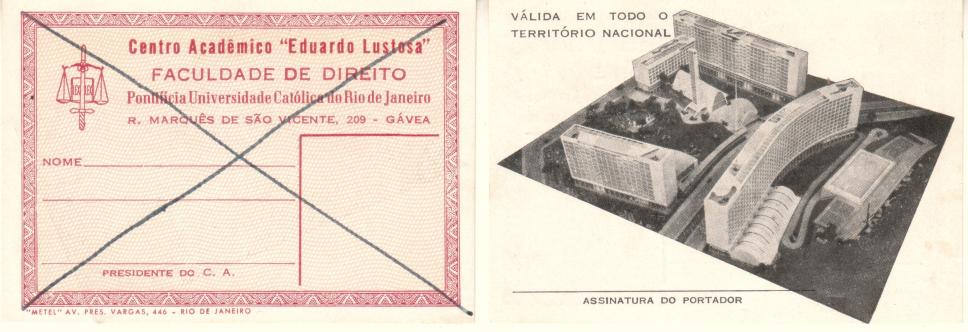 Centro Acadêmico "Eduardo Lustosa"
FACULDADE DE DIREITO
Pontifícia Universidade Católica do Rio de Janeiro
R. MARQUÊS DE SÃO VICENTE, 209 - GÁVEA
NOME
PRESIDENTE DO C. A.
"METEL" AV. PRES. VARGAS, 446 - RIO DE JANEIRO
VÁLIDA EM TODO O
TERRITÓRIO NACIONAL
ASSINATURA DO PORTADOR